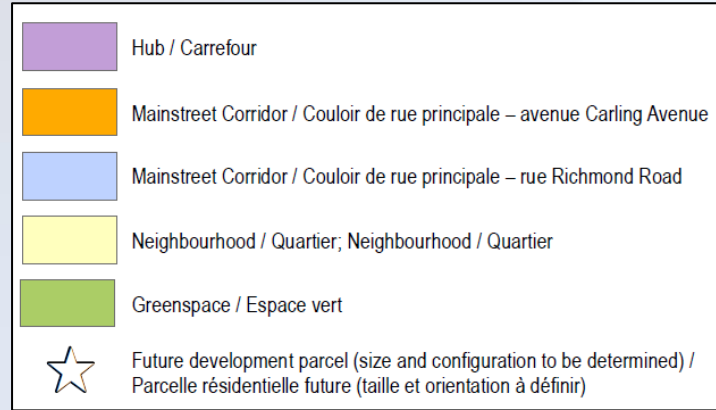 Hub / Carrefour
Mainstreet Corridor / Couloir de rue principale – avenue Carling Avenue
Mainstreet Corridor / Couloir de rue principale – rue Richmond Road
Neighbourhood / Quartier; Neighbourhood / Quartier
Greenspace / Espace vert
Future development parcel (size and configuration to be determined) /
Parcelle résidentielle future (taille et orientation à définir)